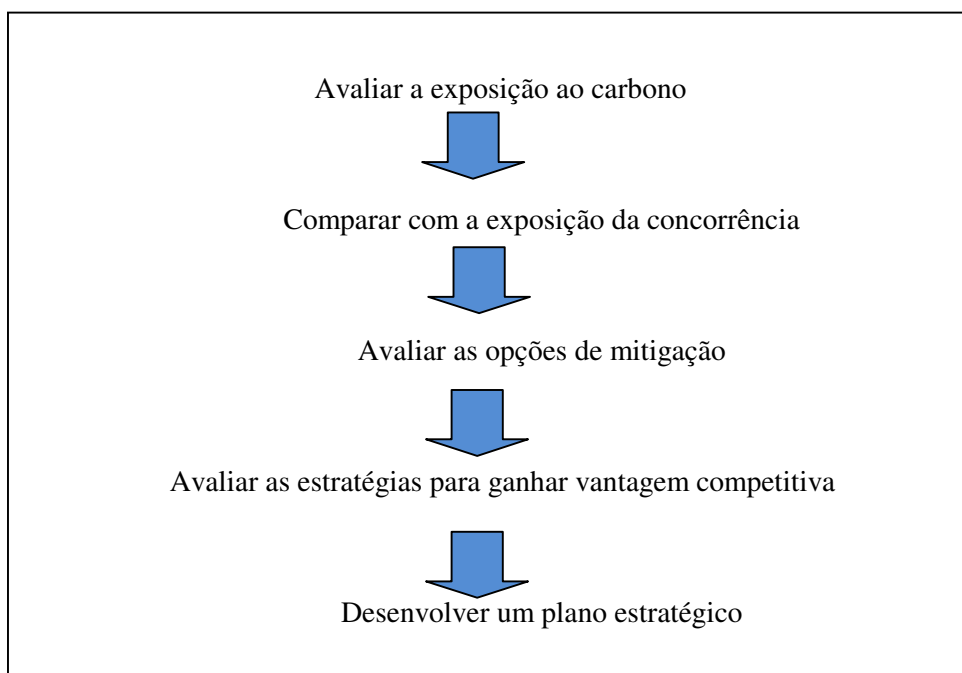 Avaliar a exposição ao carbono
Comparar com a exposição da concorrência
Avaliar as opções de mitigação
Avaliar as estratégias para ganhar vantagem competitiva
Desenvolver um plano estratégico